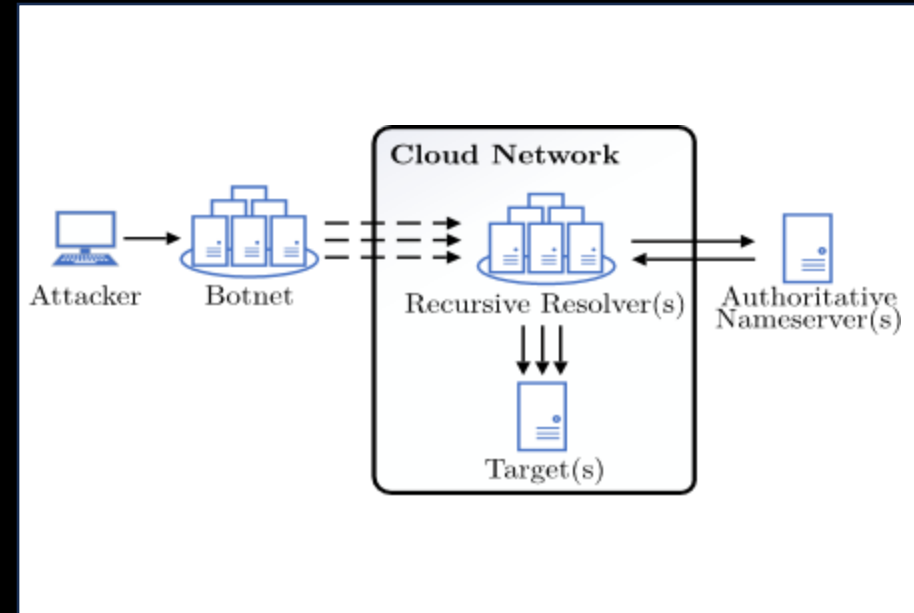 Cloud Network
Attacker
Botnet
Recursive Resolver(s)
Authoritative
Nameserver(s)
Target(s)